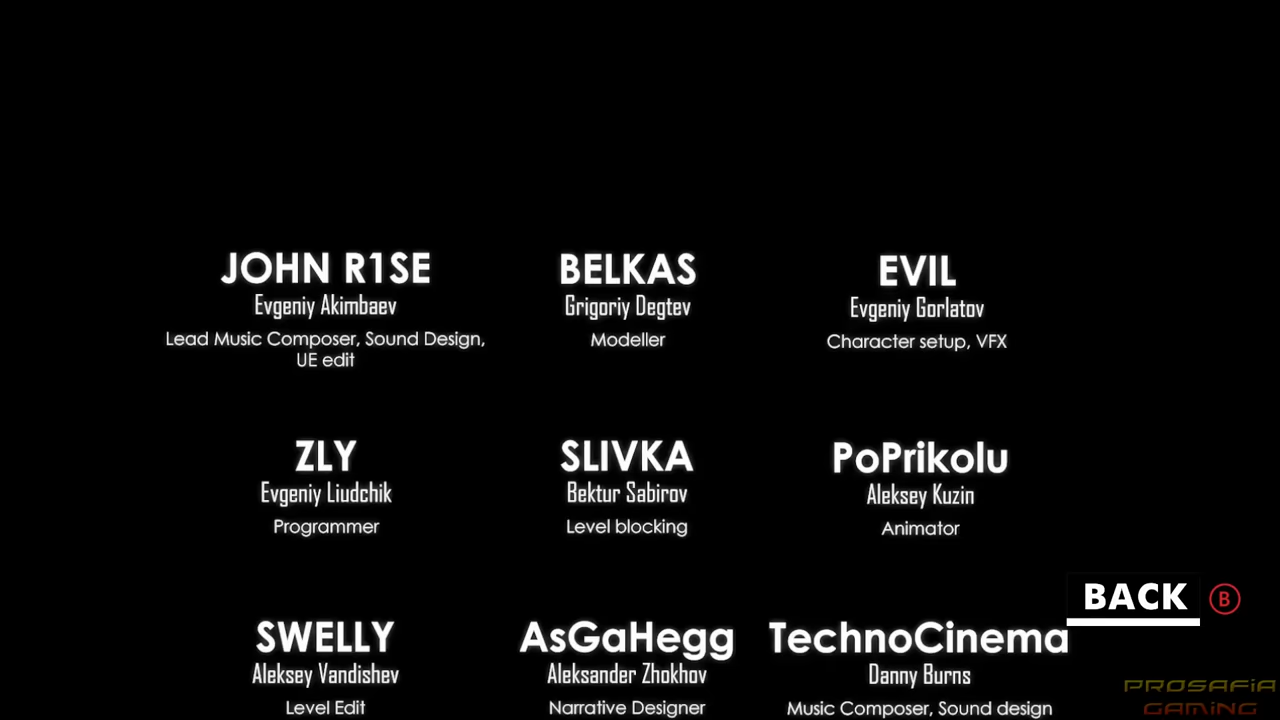 JOHN R1SE
Evgeniy Akimbaev
Lead Music Composer, Sound Design,
UE edit
BELKAS
Grigoriy Degtev
Modeller
EVIL
Evgeniy Gorlatov
Character setup, VFX
ZLY
Evgeniy Liudchik
Programmer
SLIVKA
Bektur Sabirov
Level blocking
PoPrikolu
Aleksey Kuzin
Animator
SWELLY
Aleksey Vandishev
Level Edit
AsGaHegg
Aleksander Zhokhov
Narrative Designer
TechnoCinema
Danny Burns
Music Composer, Sound design
BACK B
PROSAFiA
GAMiNG